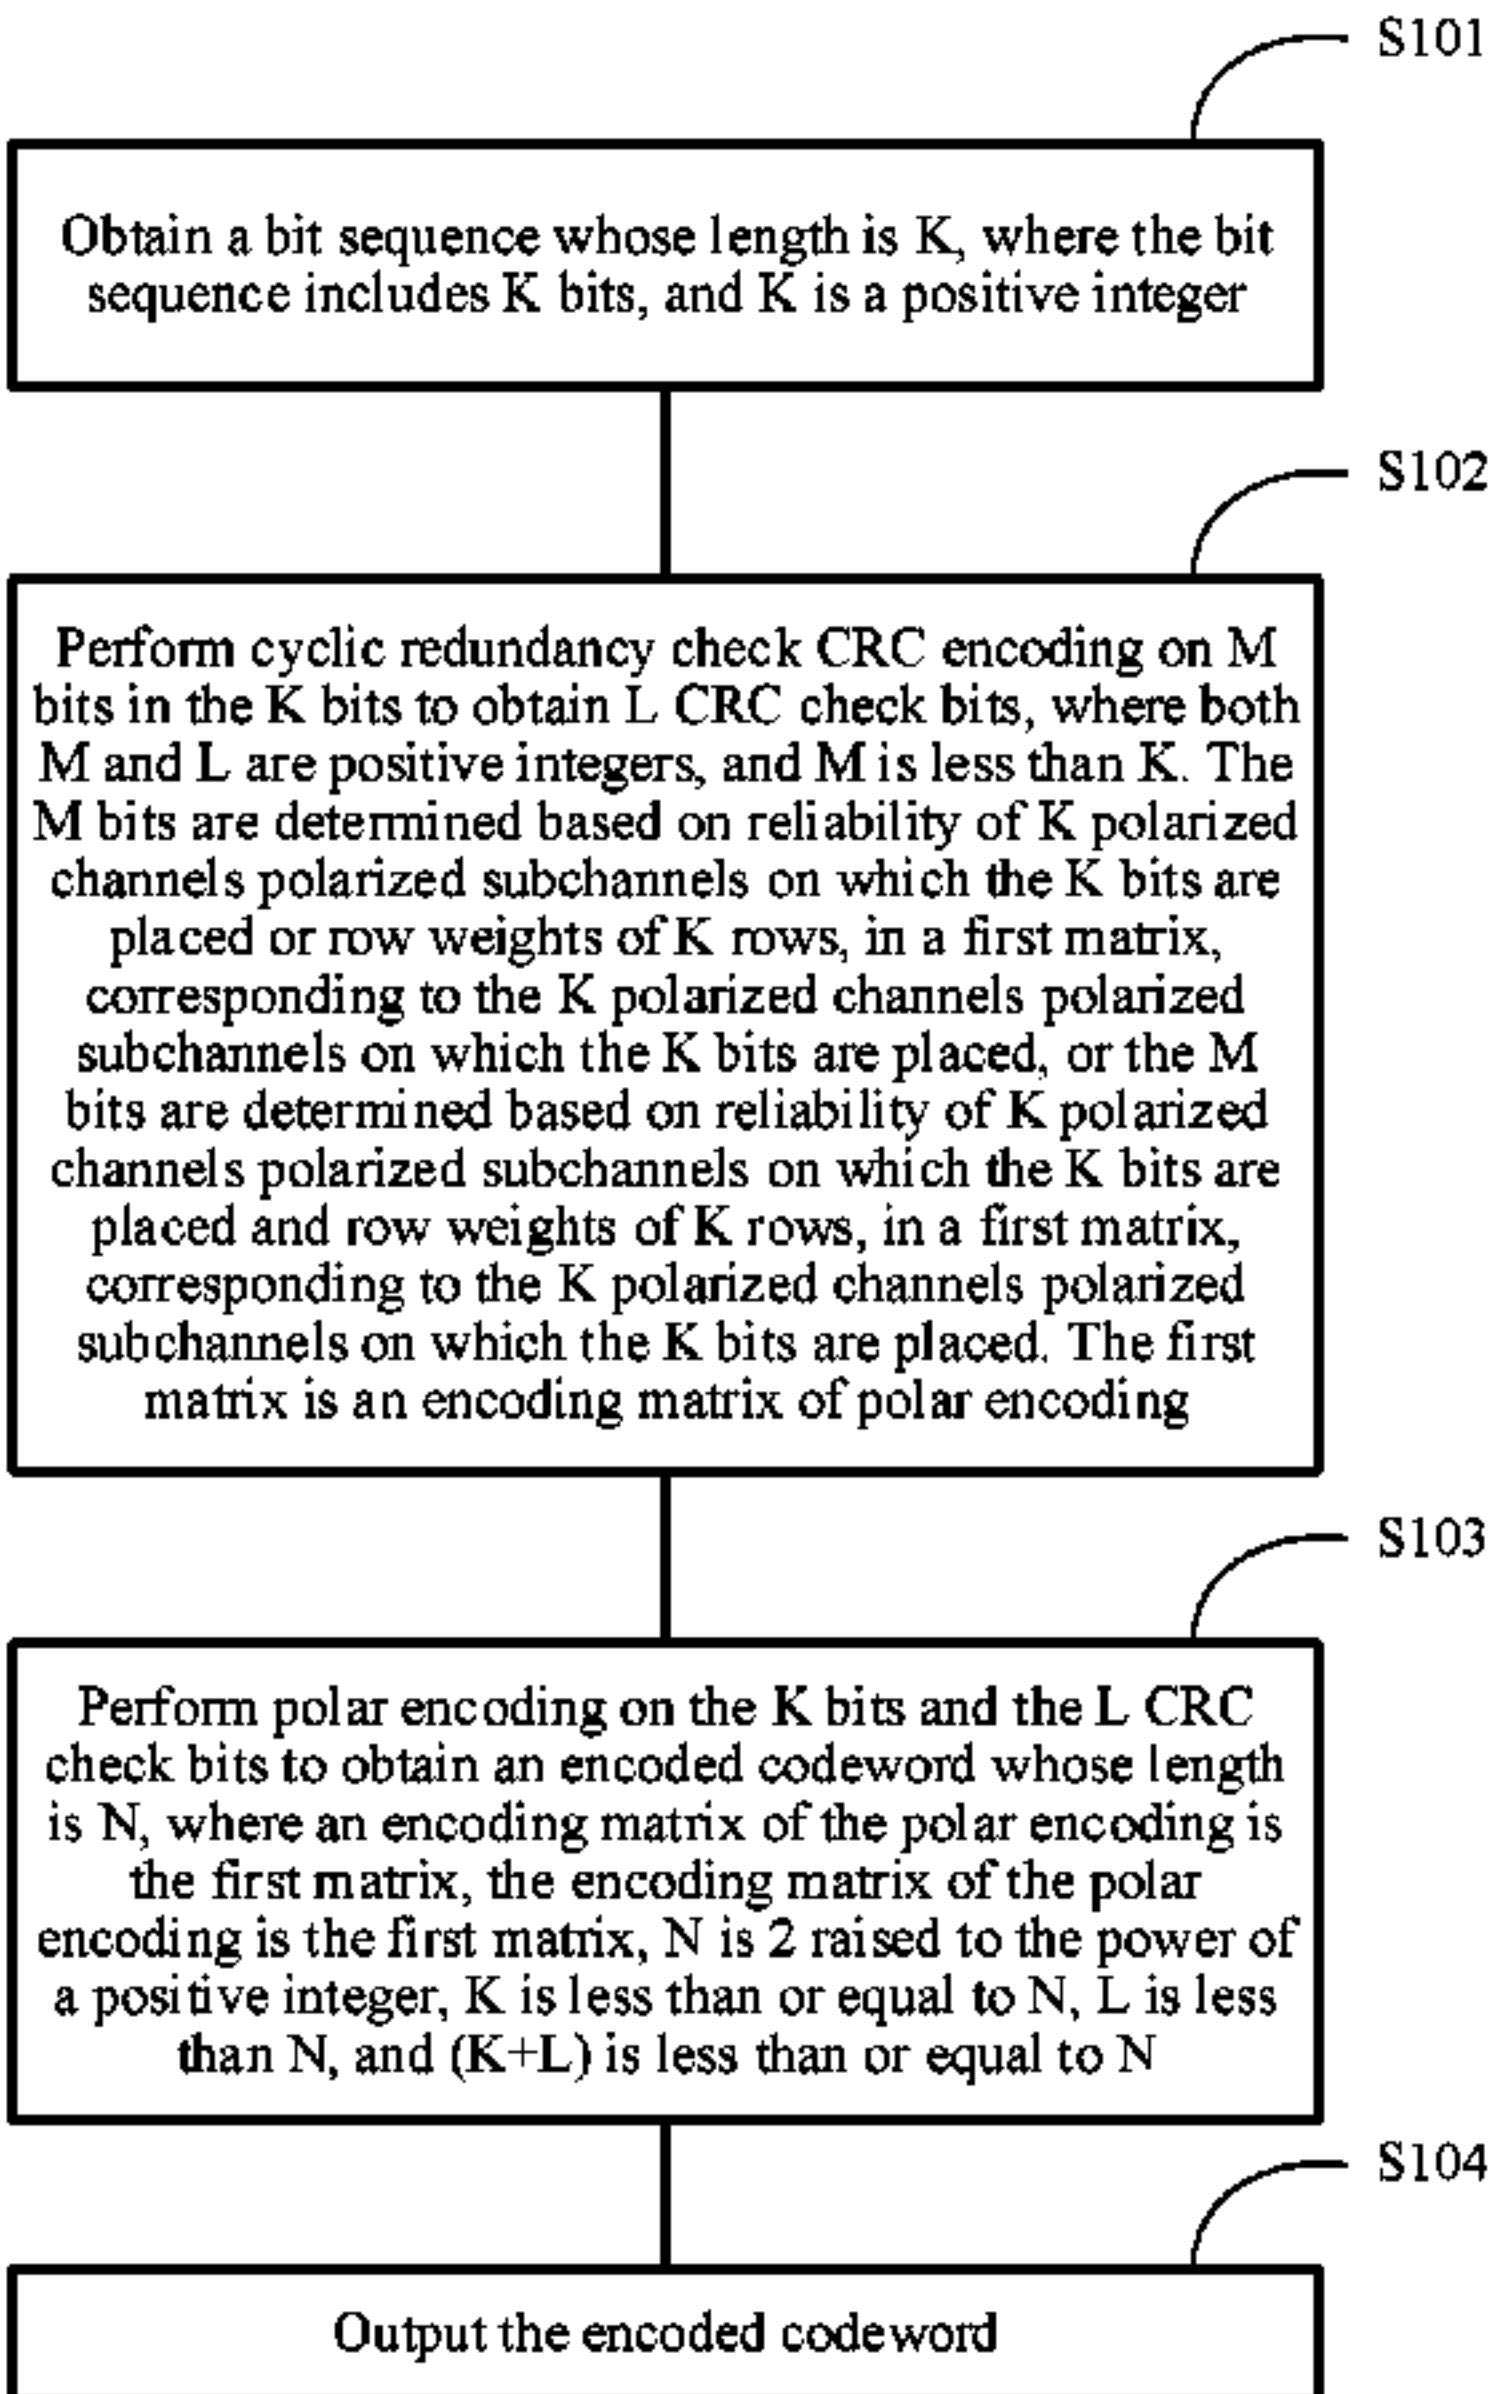 S101
Obtain a bit sequence whose length is K, where the bit
sequence includes K bits, and K is a positive integer
S102
Perform cyclic redundancy check CRC encoding on M
bits in the K bits to obtain L CRC check bits, where both
M and L are positive integers, and M is less than K. The
M bits are determined based on reliability of K polarized
channels polarized subchannels on which the K bits are
placed or row weights of K rows, in a first matrix,
corresponding to the K polarized channels polarized
subchannels on which the K bits are placed, or the M
bits are determined based on reliability of K polarized
channels polarized subchannels on which the K bits are
placed and row weights of K rows, in a first matrix,
corresponding to the K polarized channels polarized
subchannels on which the K bits are placed. The first
matrix is an encoding matrix of polar encoding
S103
Perform polar encoding on the K bits and the L CRC
check bits to obtain an encoded codeword whose length
is N, where an encoding matrix of the polar encoding is
the first matrix, the encoding matrix of the polar
encoding is the first matrix, N is 2 raised to the power of
a positive integer, K is less than or equal to N, L is less
than N, and (K+L) is less than or equal to N
S104
Output the encoded codeword